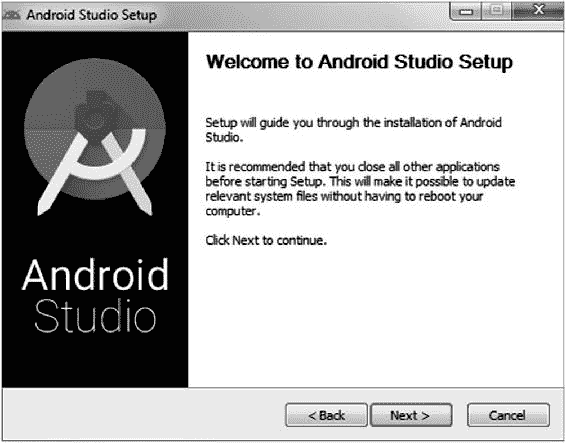 Android Studio Setup
Welcome to Android Studio Setup
Setup will guide you through the installation of Android
Studio.
It is recommended that you close all other applications
before starting Setup. This will make it possible to update
relevant system files without having to reboot your
computer.
Click Next to continue.
Android
Studio
< Back
Next >
Cancel